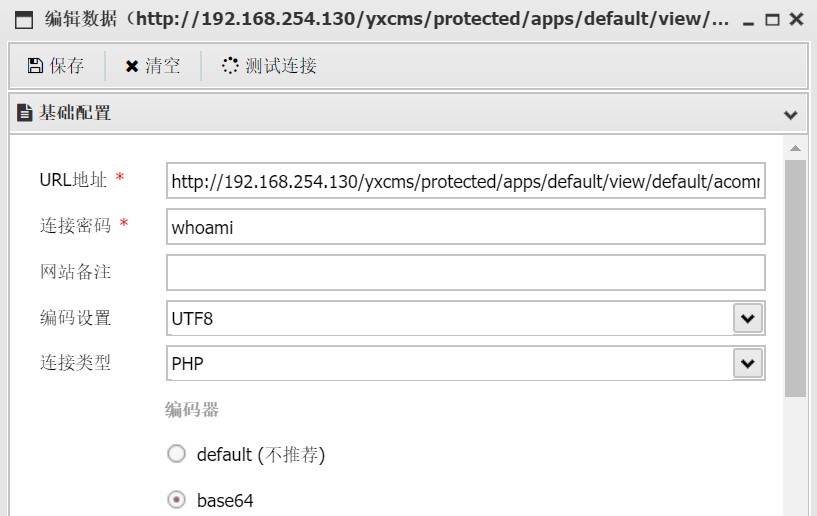 编辑数据（http://192.168.254.130/yxcms/protected/apps/default/view/...
保存 清空 测试连接
基础配置
URL地址 * http://192.168.254.130/yxcms/protected/apps/default/view/default/acomm
连接密码 * whoami
网站备注
编码设置 UTF8
连接类型 PHP
编码器
default (不推荐)
base64